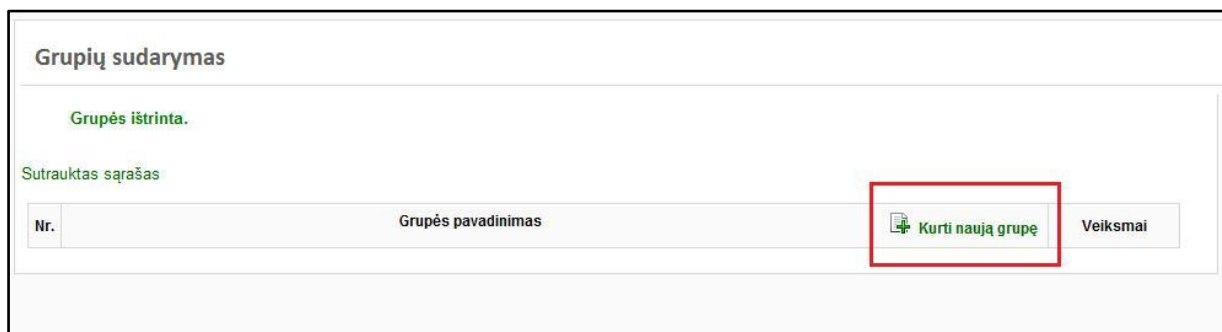 Grupių sudarymas
Grupės ištrinta.
Sutrauktas sąrašas
Nr. Grupės pavadinimas Kurti naują grupę Veiksmai